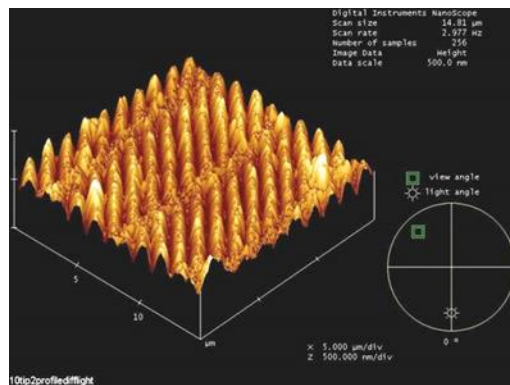 Digital Instruments NanoScope
Scan size 14.81 µm
Scan rate 2.977 Hz
Number of samples 256
Image Data Height
Data scale 500.0 nm
view angle
light angle
5
10
µm
X 5.000 µm/div
Z 500.000 nm/div
0 °
10tip2profiledifflight